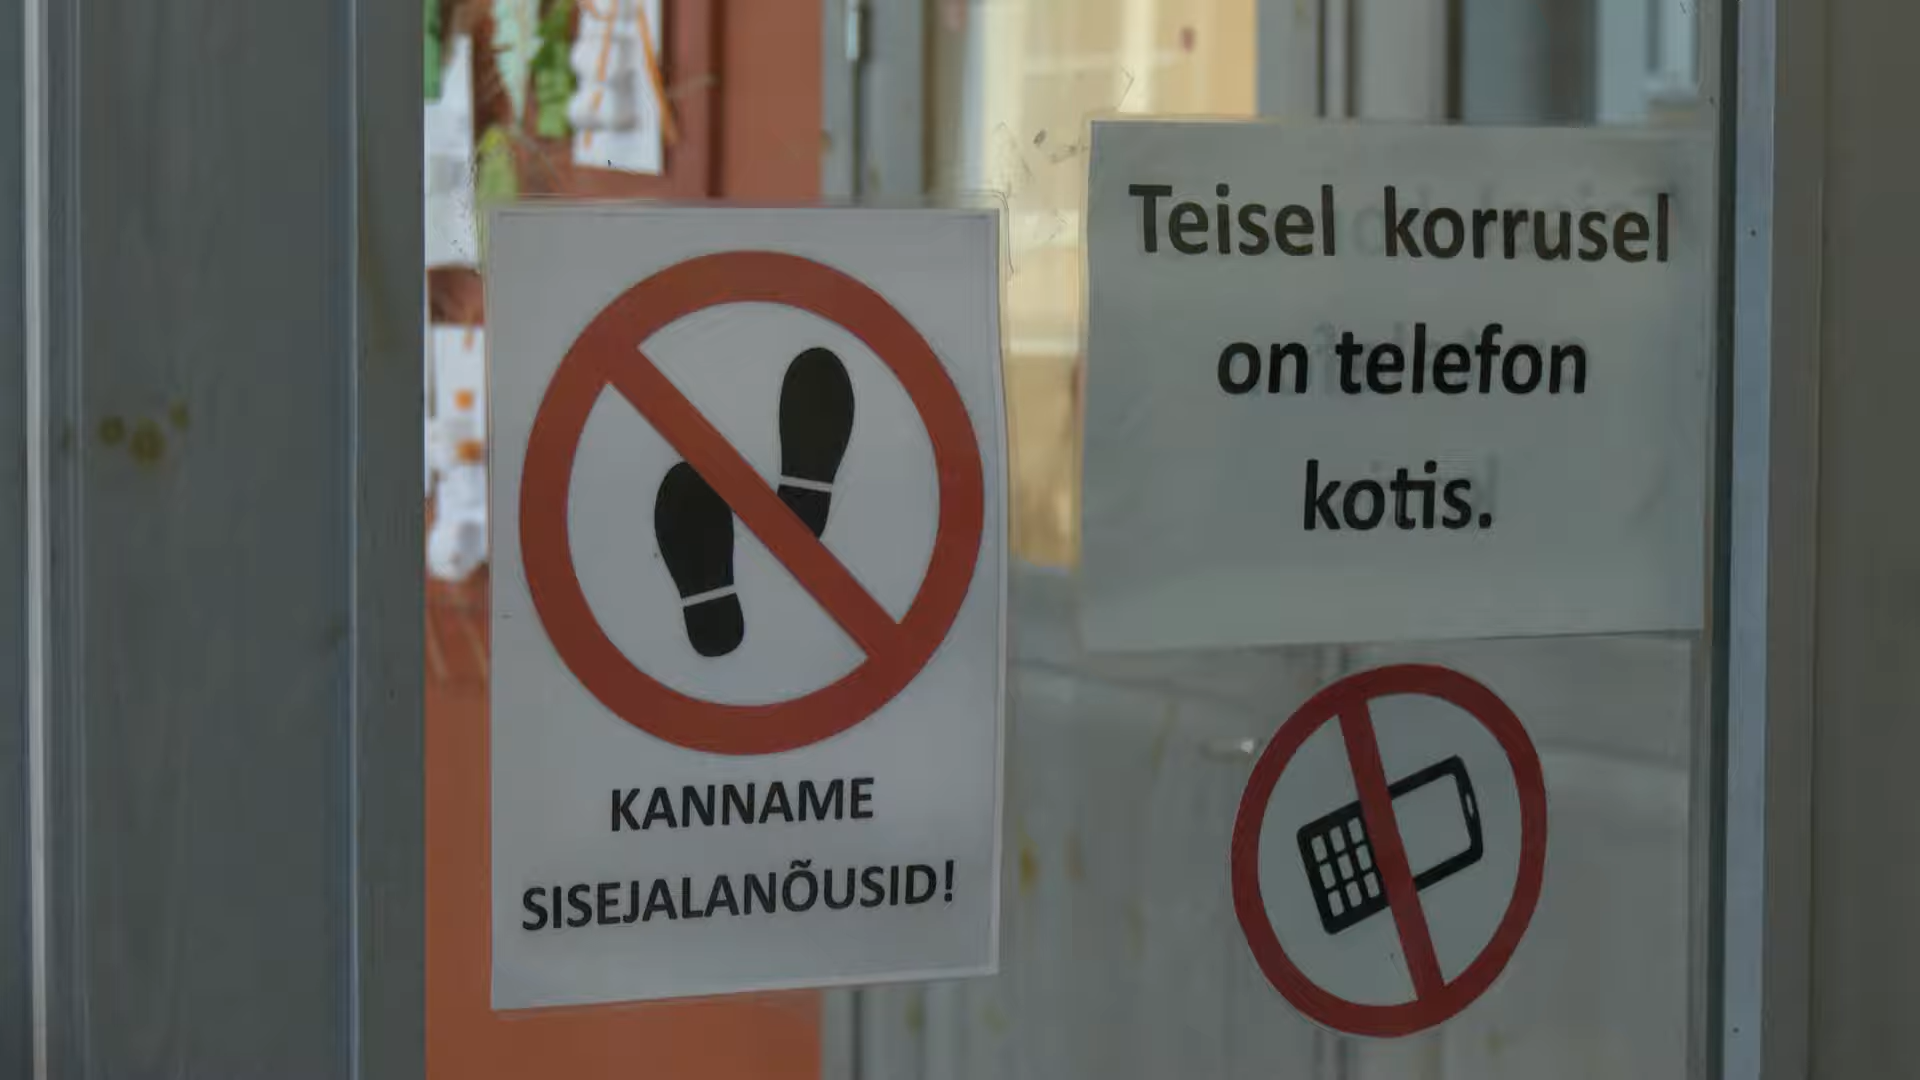 KANNAME
SISEJALANÕUSID!
Teisel korrusel
on telefon
kotis.